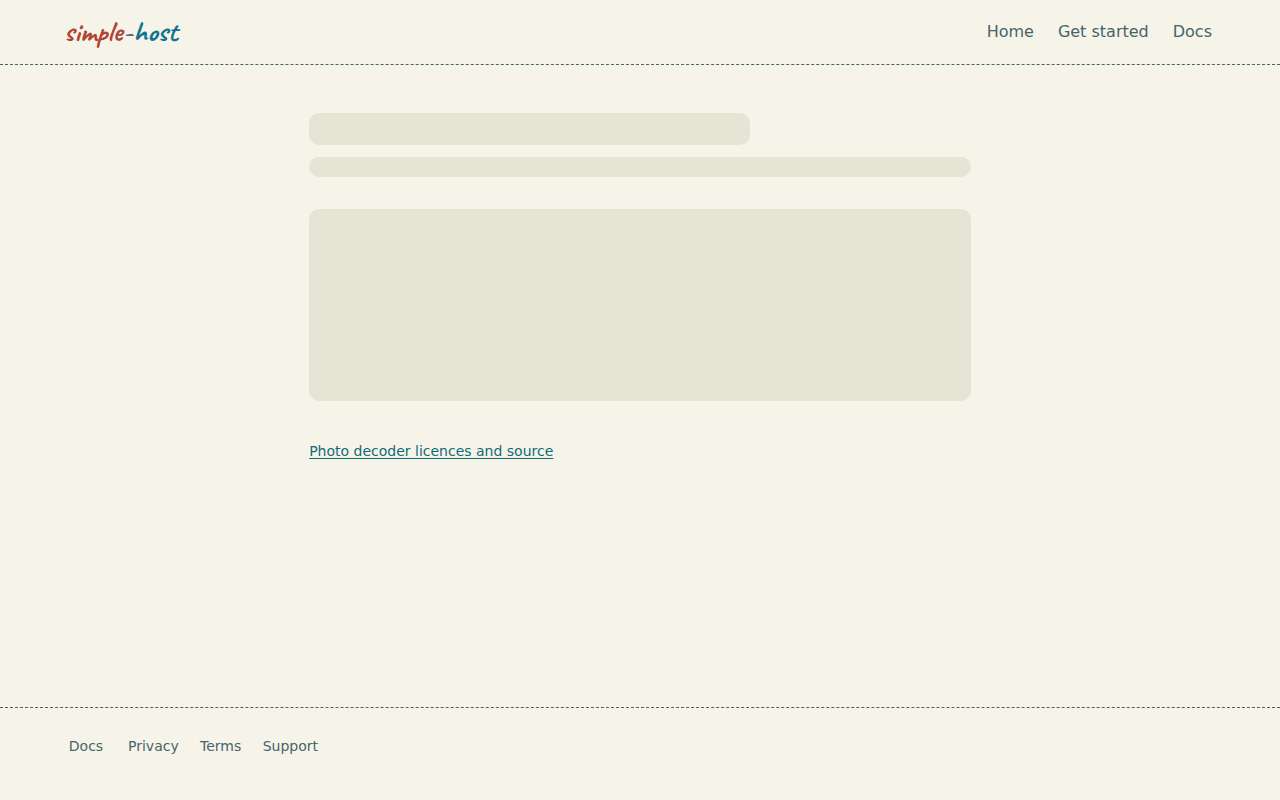 simple-host
Home Get started Docs
Photo decoder licences and source
Docs Privacy Terms Support